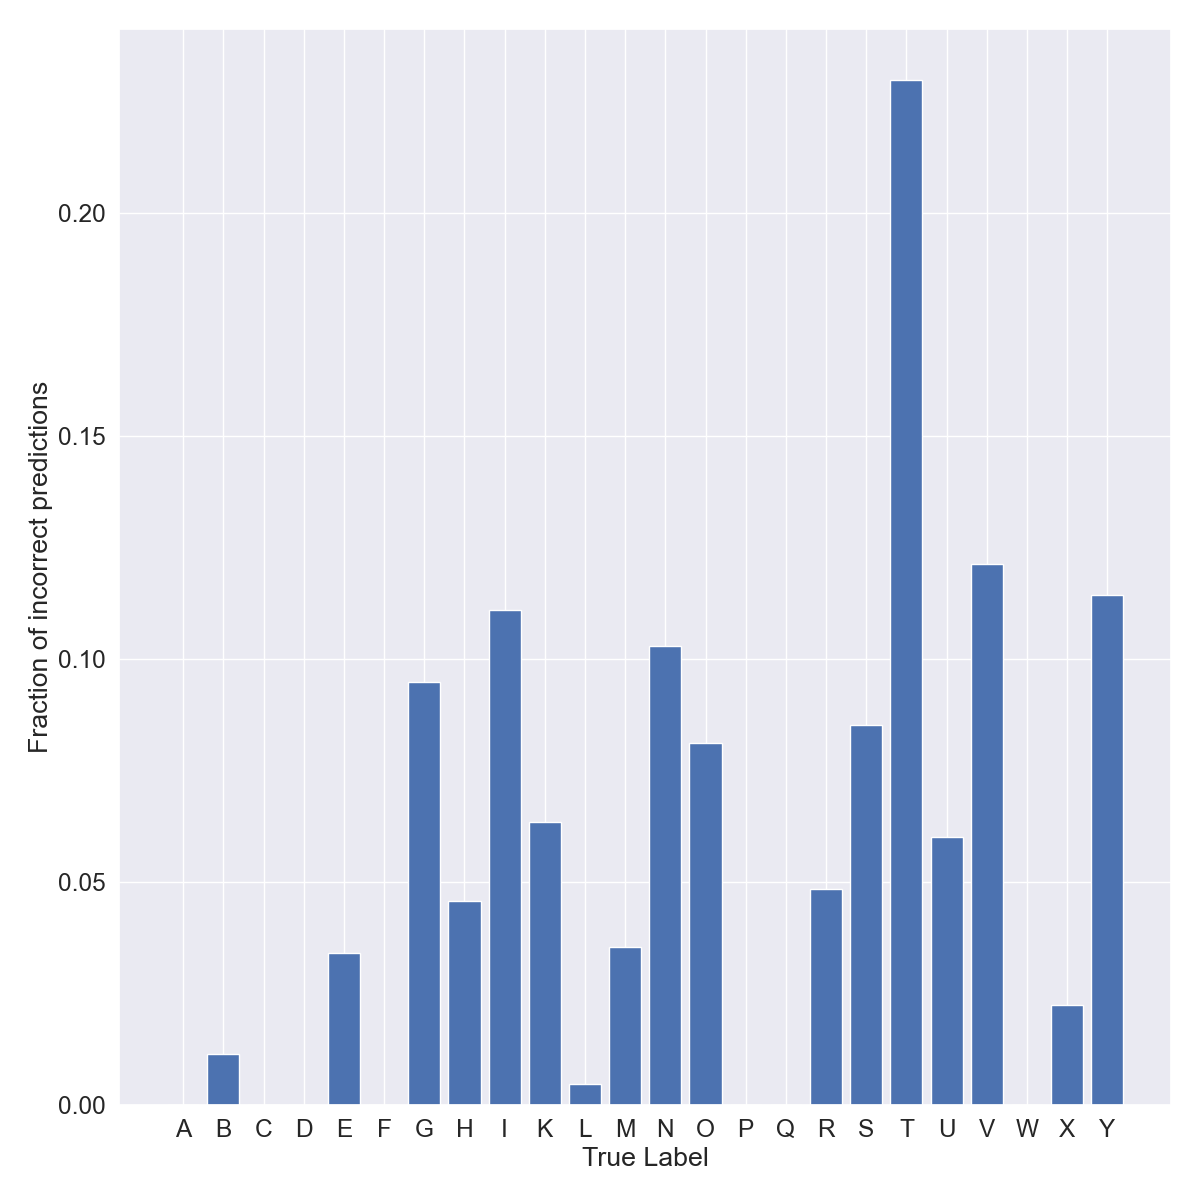 Fraction of incorrect predictions
0.20
0.15
0.10
0.05
0.00
A B C D E F G H I K L M N O P Q R S T U V W X Y
True Label